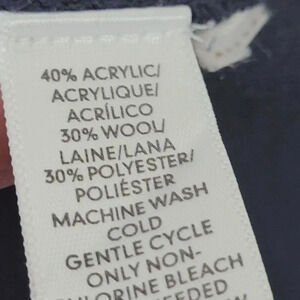 40% ACRYLIC/
ACRYLIQUE/
ACRÍLICO
30% WOOL/
LAINE/LANA
30% POLYESTER/
POLIÉSTER
MACHINE WASH
COLD
GENTLE CYCLE
ONLY NON-
CHLORINE BLEACH
NEEDED